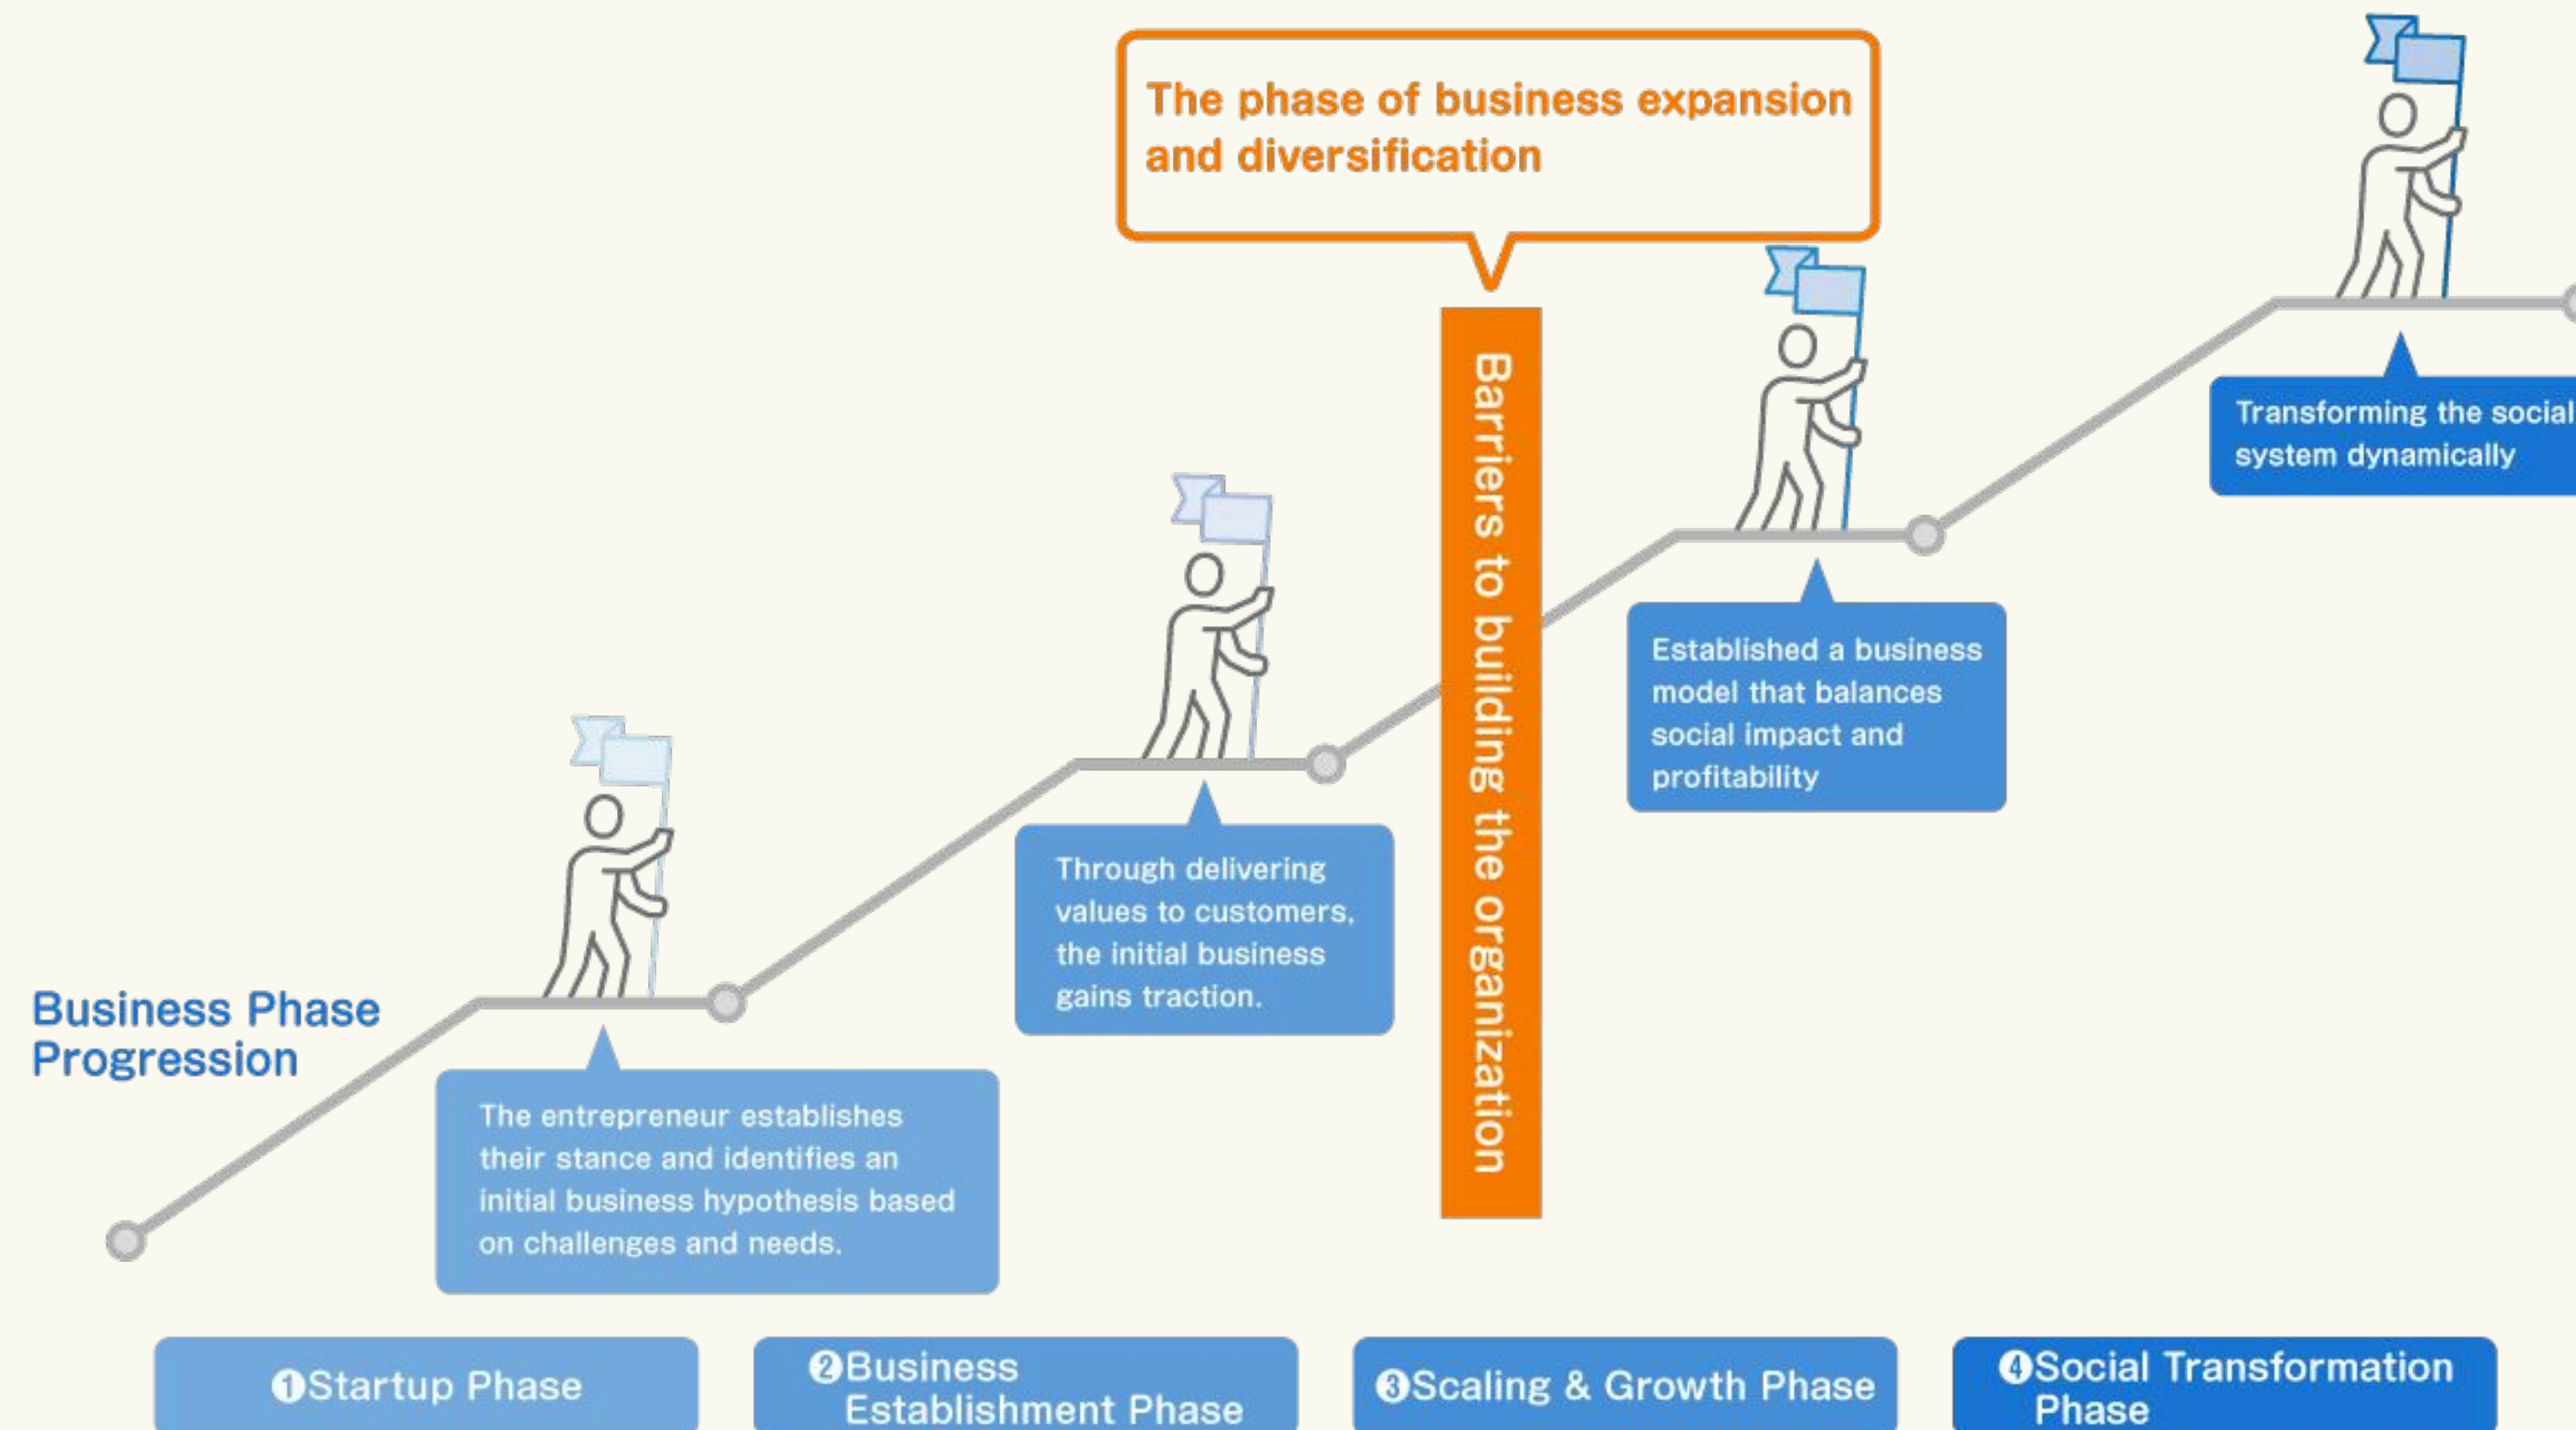 The phase of business expansion
and diversification
Barriers to building the organization
Transforming the social
system dynamically
Established a business
model that balances
social impact and
profitability
Through delivering
values to customers,
the initial business
gains traction.
Business Phase
Progression
The entrepreneur establishes
their stance and identifies an
initial business hypothesis based
on challenges and needs.
❶Startup Phase
❷Business
Establishment Phase
❸Scaling & Growth Phase
❹Social Transformation
Phase